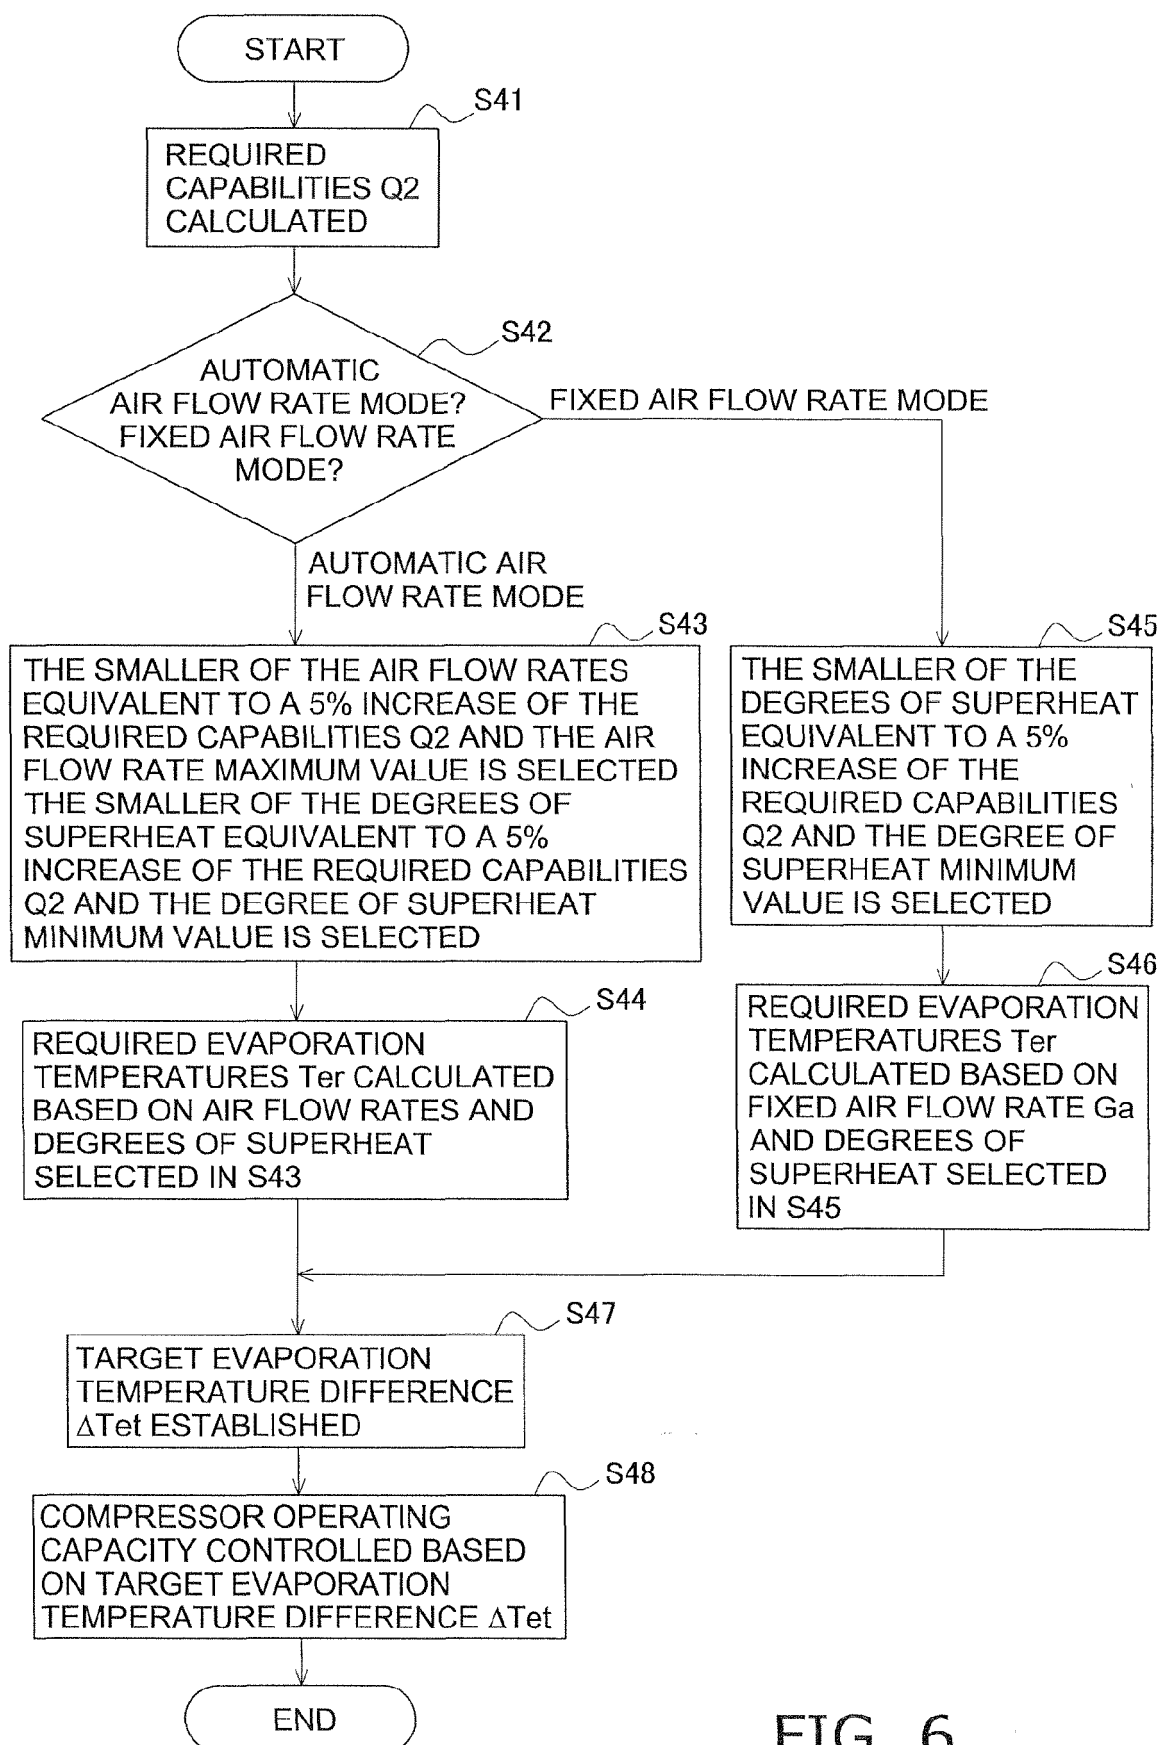 START
S41
REQUIRED
CAPABILITIES Q2
CALCULATED
S42
AUTOMATIC
AIR FLOW RATE MODE?
FIXED AIR FLOW RATE
MODE?
FIXED AIR FLOW RATE MODE
AUTOMATIC AIR
FLOW RATE MODE
S43
THE SMALLER OF THE AIR FLOW RATES
EQUIVALENT TO A 5% INCREASE OF THE
REQUIRED CAPABILITIES Q2 AND THE AIR
FLOW RATE MAXIMUM VALUE IS SELECTED
THE SMALLER OF THE DEGREES OF
SUPERHEAT EQUIVALENT TO A 5%
INCREASE OF THE REQUIRED CAPABILITIES
Q2 AND THE DEGREE OF SUPERHEAT
MINIMUM VALUE IS SELECTED
S45
THE SMALLER OF THE
DEGREES OF SUPERHEAT
EQUIVALENT TO A 5%
INCREASE OF THE
REQUIRED CAPABILITIES
Q2 AND THE DEGREE OF
SUPERHEAT MINIMUM
VALUE IS SELECTED
S44
REQUIRED EVAPORATION
TEMPERATURES Ter CALCULATED
BASED ON AIR FLOW RATES AND
DEGREES OF SUPERHEAT
SELECTED IN S43
S46
REQUIRED EVAPORATION
TEMPERATURES Ter
CALCULATED BASED ON
FIXED AIR FLOW RATE Ga
AND DEGREES OF
SUPERHEAT SELECTED
IN S45
S47
TARGET EVAPORATION
TEMPERATURE DIFFERENCE
ΔTet ESTABLISHED
S48
COMPRESSOR OPERATING
CAPACITY CONTROLLED BASED
ON TARGET EVAPORATION
TEMPERATURE DIFFERENCE ΔTet
END
FIG. 6